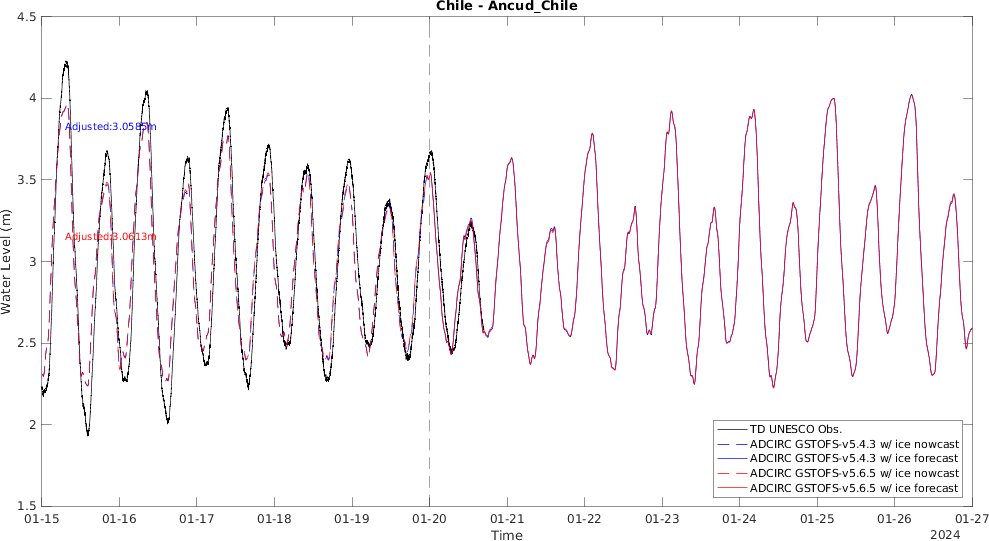 Chile - Ancud_Chile
Water Level (m)
4.5
4
3.5
3
2.5
2
1.5
Adjusted:3.0585m
Adjusted:3.0613m
TD UNESCO Obs.
ADCIRC GSTOFS-v5.4.3 w/ ice nowcast
ADCIRC GSTOFS-v5.4.3 w/ ice forecast
ADCIRC GSTOFS-v5.6.5 w/ ice nowcast
ADCIRC GSTOFS-v5.6.5 w/ ice forecast
01-15 01-16 01-17 01-18 01-19 01-20 01-21 01-22 01-23 01-24 01-25 01-26 01-27
Time
2024